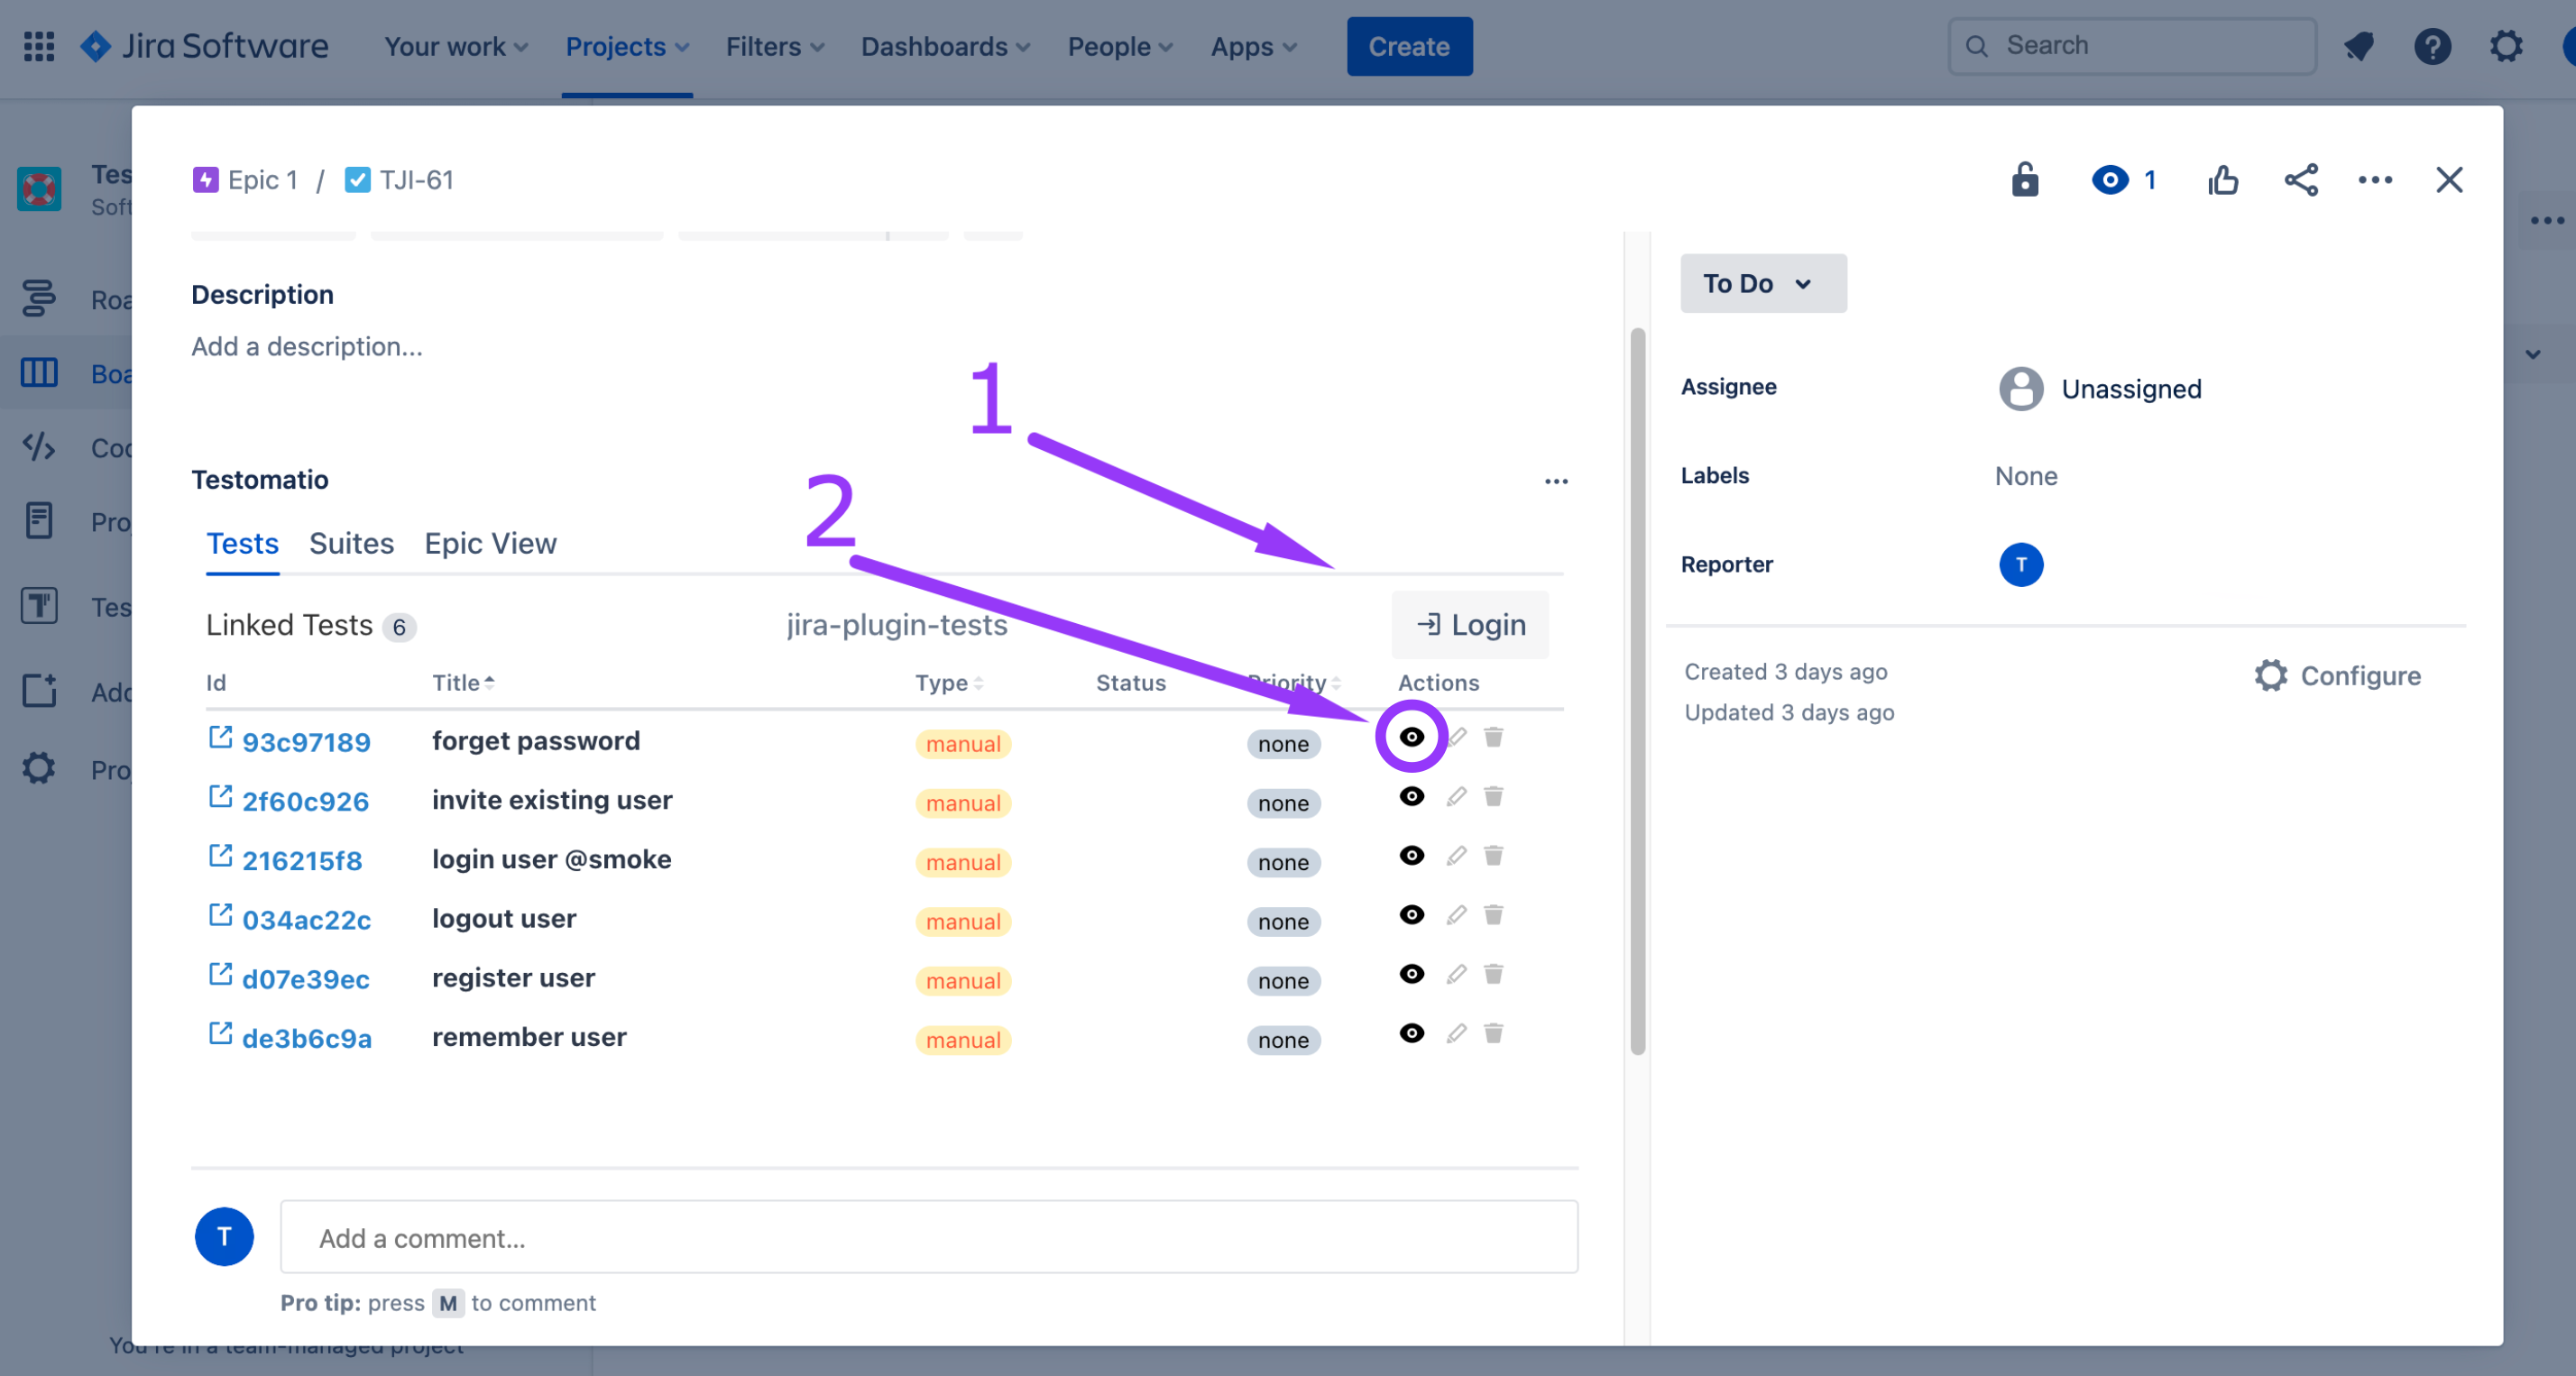 Jira Software Your work Projects Filters Dashboards People Apps Create Search
Tes
Soft
Roa
Boa
Cod
Pro
Tes
Add
Pro
You're in a team-managed project
Epic 1 / TJI-61 1
Description
Add a description...
1
2
Testomatio
Tests Suites Epic View
Linked Tests 6 jira-plugin-tests Login
Id Title Type Status Priority Actions
93c97189 forget password manual none
2f60c926 invite existing user manual none
216215f8 login user @smoke manual none
034ac22c logout user manual none
d07e39ec register user manual none
de3b6c9a remember user manual none
T Add a comment...
Pro tip: press M to comment
To Do
Assignee Unassigned
Labels None
Reporter T
Created 3 days ago
Updated 3 days ago
Configure